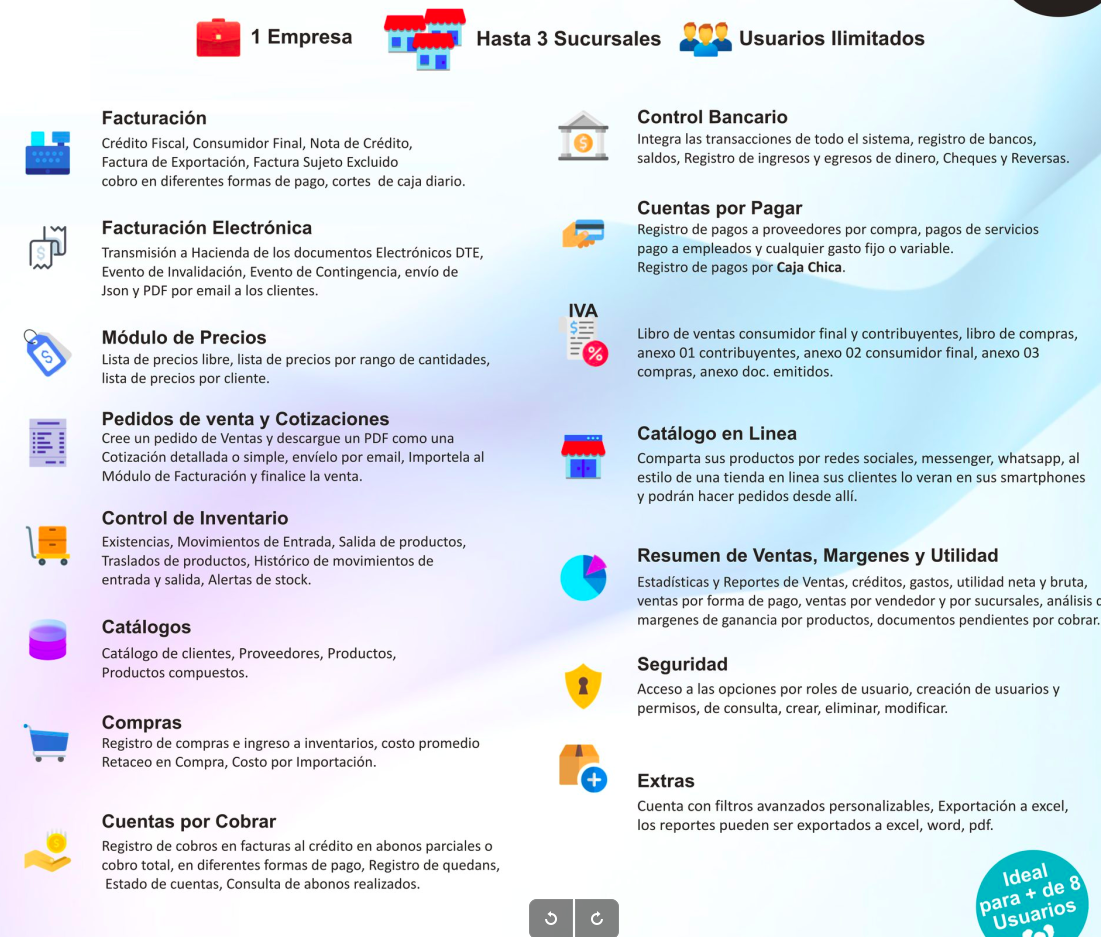 1 Empresa
Hasta 3 Sucursales
Usuarios Ilimitados
Facturación
Crédito Fiscal, Consumidor Final, Nota de Crédito,
Factura de Exportación, Factura Sujeto Excluido
cobro en diferentes formas de pago, cortes de caja diario.
Facturación Electrónica
Transmisión a Hacienda de los documentos Electrónicos DTE,
Evento de Invalidación, Evento de Contingencia, envío de
Json y PDF por email a los clientes.
Módulo de Precios
Lista de precios libre, lista de precios por rango de cantidades,
lista de precios por cliente.
Pedidos de venta y Cotizaciones
Cree un pedido de Ventas y descargue un PDF como una
Cotización detallada o simple, envíelo por email, Importela al
Módulo de Facturación y finalice la venta.
Control de Inventario
Existencias, Movimientos de Entrada, Salida de productos,
Traslados de productos, Histórico de movimientos de
entrada y salida, Alertas de stock.
Catálogos
Catálogo de clientes, Proveedores, Productos,
Productos compuestos.
Compras
Registro de compras e ingreso a inventarios, costo promedio
Retaceo en Compra, Costo por Importación.
Cuentas por Cobrar
Registro de cobros en facturas al crédito en abonos parciales o
cobro total, en diferentes formas de pago, Registro de quedans,
Estado de cuentas, Consulta de abonos realizados.
Control Bancario
Integra las transacciones de todo el sistema, registro de bancos,
saldos, Registro de ingresos y egresos de dinero, Cheques y Reversas.
Cuentas por Pagar
Registro de pagos a proveedores por compra, pagos de servicios
pago a empleados y cualquier gasto fijo o variable.
Registro de pagos por Caja Chica.
IVA
Libro de ventas consumidor final y contribuyentes, libro de compras,
anexo 01 contribuyentes, anexo 02 consumidor final, anexo 03
compras, anexo doc. emitidos.
Catálogo en Linea
Comparta sus productos por redes sociales, messenger, whatsapp, al
estilo de una tienda en linea sus clientes lo veran en sus smartphones
y podrán hacer pedidos desde allí.
Resumen de Ventas, Margenes y Utilidad
Estadísticas y Reportes de Ventas, créditos, gastos, utilidad neta y bruta,
ventas por forma de pago, ventas por vendedor y por sucursales, análisis
margenes de ganancia por productos, documentos pendientes por cobrar.
Seguridad
Acceso a las opciones por roles de usuario, creación de usuarios y
permisos, de consulta, crear, eliminar, modificar.
Extras
Cuenta con filtros avanzados personalizables, Exportación a excel,
los reportes pueden ser exportados a excel, word, pdf.
Ideal
para + de 8
Usuarios